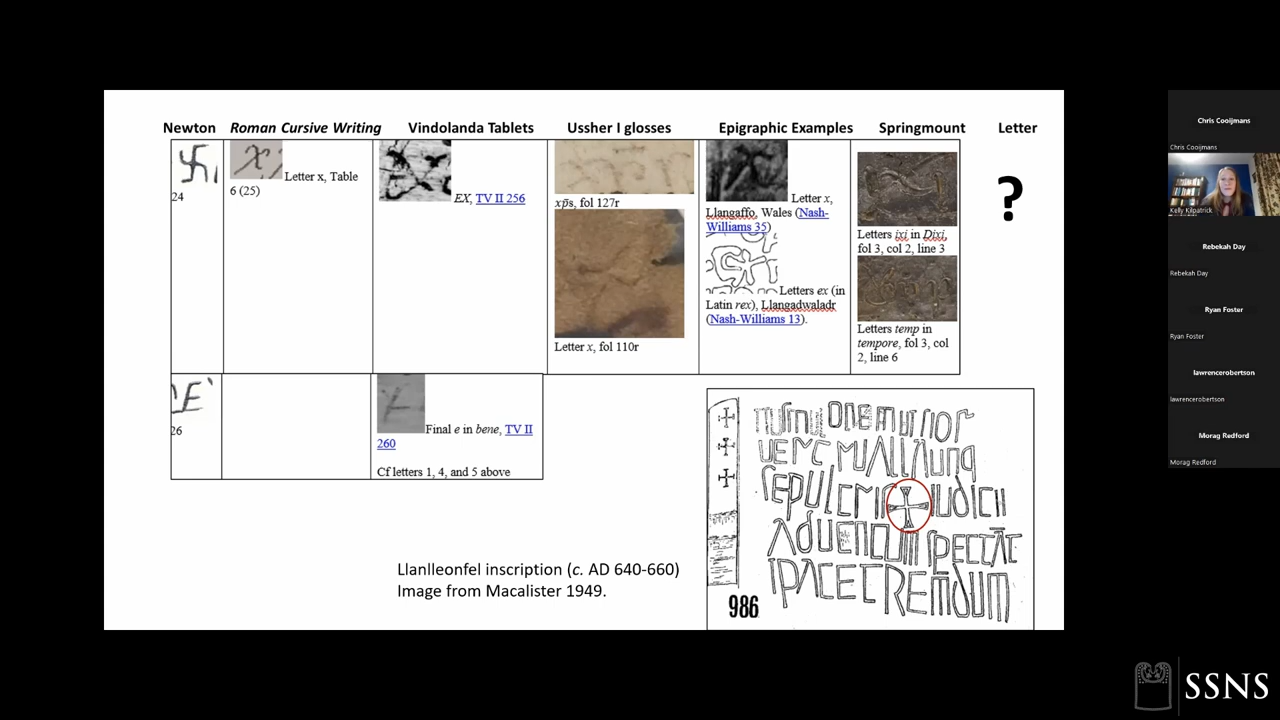 Newton Roman Cursive Writing Vindolanda Tablets Ussher I glosses Epigraphic Examples Springmount Letter
24
Letter x, Table
6 (25)
EX, TV II 256
xp̄s, fol 127r
Letter x, fol 110r
Letter x,
Llangaffo, Wales (Nash-
Williams 35)
Letters ex (in
Latin rex), Llangadwaladr
(Nash-Williams 13).
Letters ixi in Dixi,
fol 3, col 2, line 3
Letters temp in
tempore, fol 3, col
2, line 6
?
E
26
Final e in bene, TV II
260
Cf letters 1, 4, and 5 above
Llanlleonfel inscription (c. AD 640-660)
Image from Macalister 1949.
986
Chris Cooijmans
Chris Cooijmans
Kelly Kilpatrick
Rebekah Day
Rebekah Day
Ryan Foster
Ryan Foster
lawrencerobertson
lawrencerobertson
Morag Redford
Morag Redford
SSNS